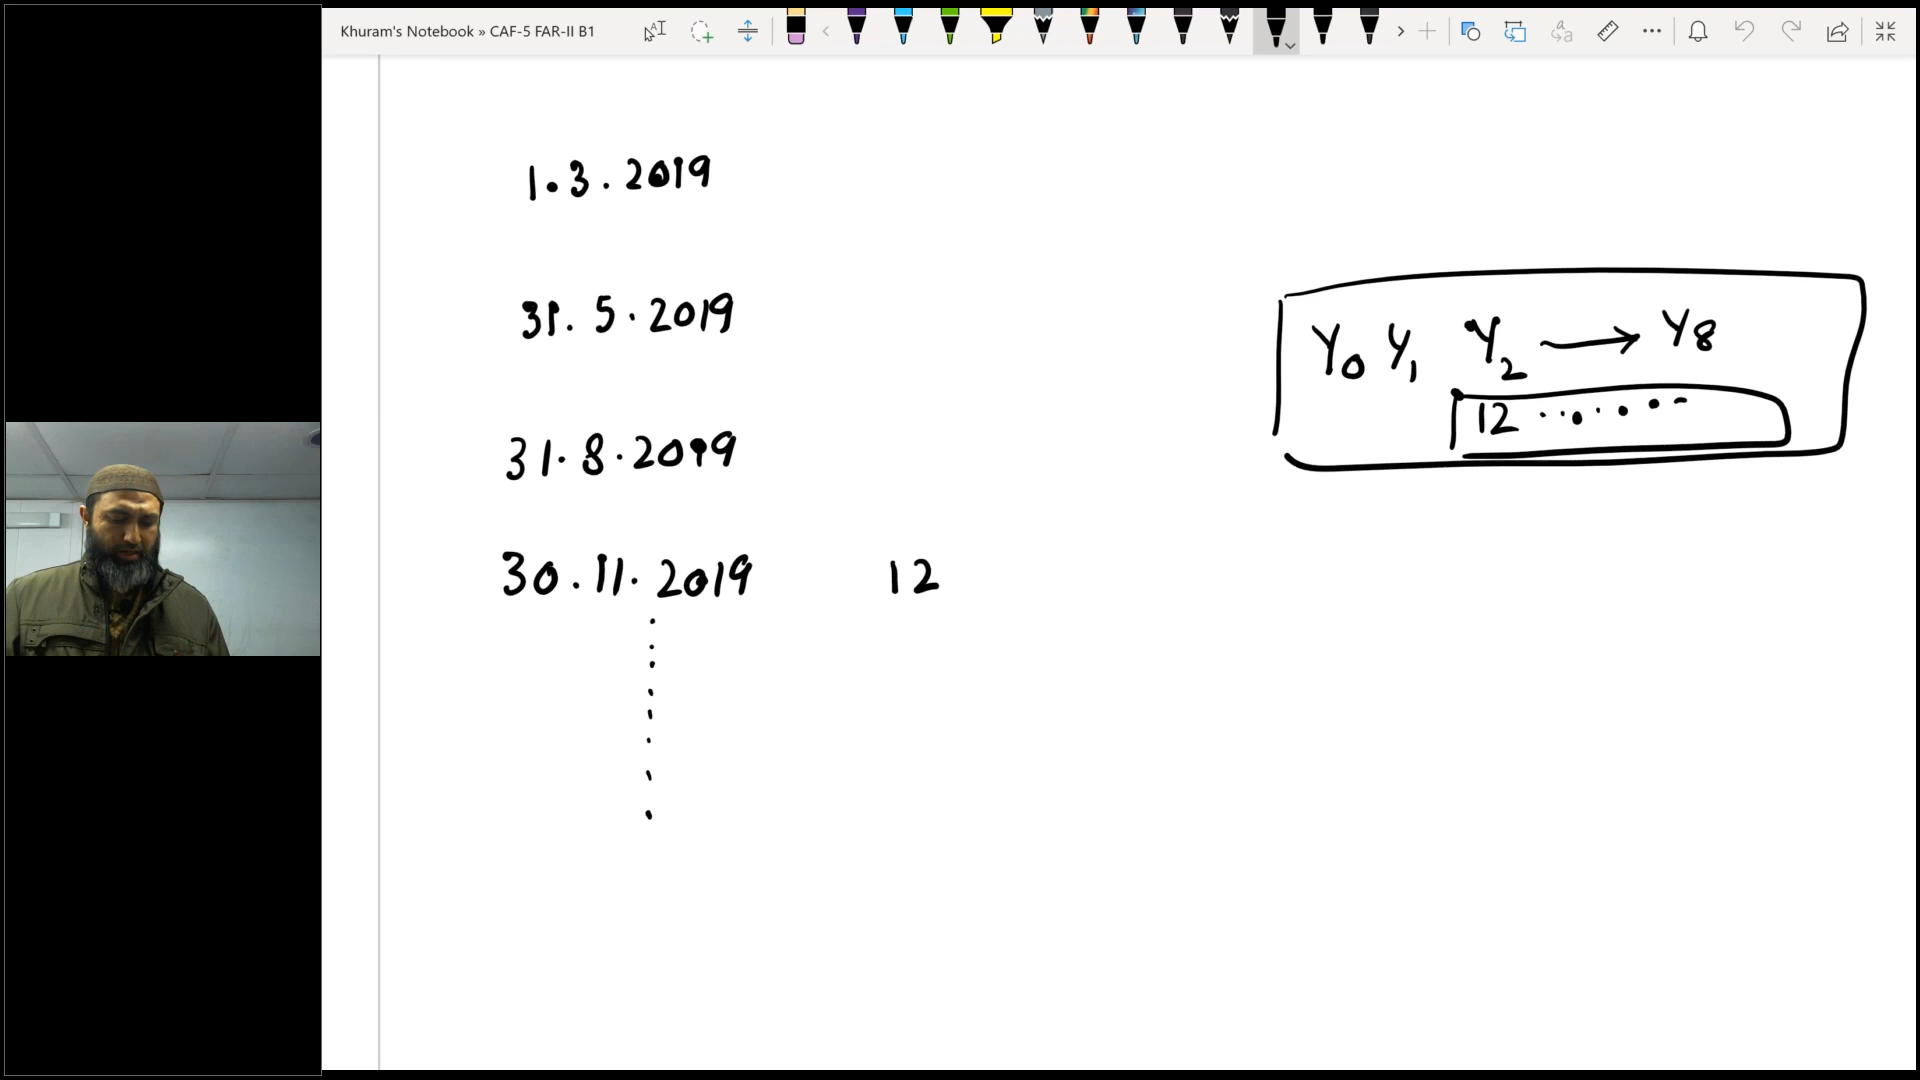 Khuram's Notebook » CAF-5 FAR-II B1
1.3.2019
31.5.2019
31.8.2019
30.11.2019 12
Y0 Y1 Y2 → Y8
12